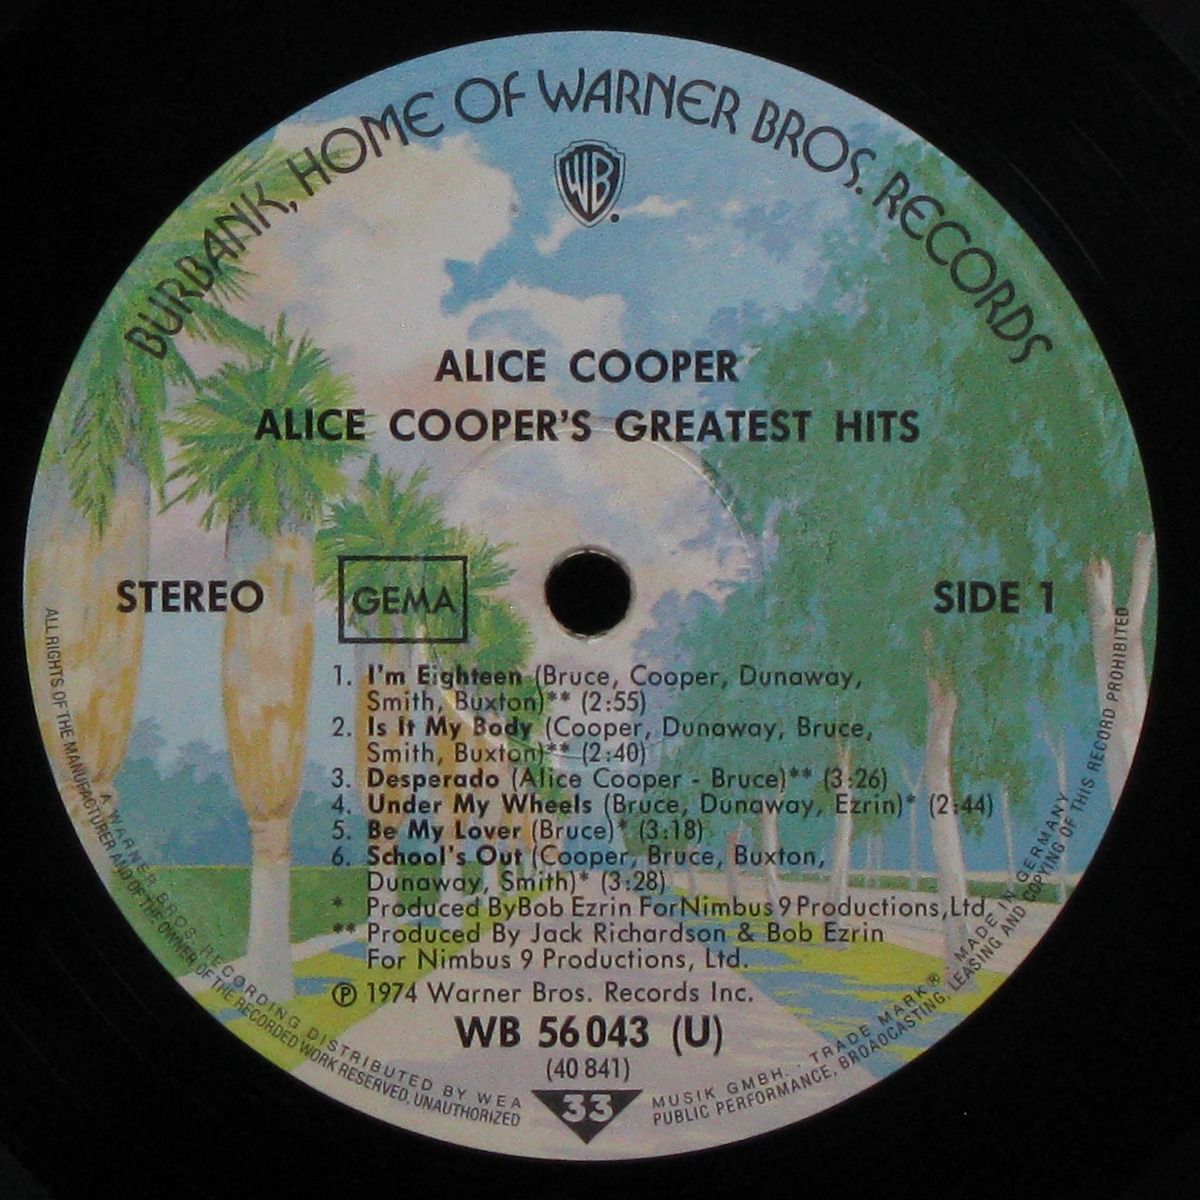 BURBANK, HOME OF WARNER BROS. RECORDS
WB
ALICE COOPER
ALICE COOPER'S GREATEST HITS
STEREO
GEMA
SIDE 1
1. I'm Eighteen (Bruce, Cooper, Dunaway,
Smith, Buxton)** (2:55)
2. Is It My Body (Cooper, Dunaway, Bruce,
Smith, Buxton)** (2:40)
3. Desperado (Alice Cooper - Bruce)** (3:26)
4. Under My Wheels (Bruce, Dunaway, Ezrin)* (2:44)
5. Be My Lover (Bruce)* (3:18)
6. School's Out (Cooper, Bruce, Buxton,
Dunaway, Smith)* (3:28)
* Produced ByBob Ezrin ForNimbus 9 Productions,Ltd.
** Produced By Jack Richardson & Bob Ezrin
For Nimbus 9 Productions, Ltd.
℗ 1974 Warner Bros. Records Inc.
WB 56 043 (U)
(40 841)
33
A WARNER BROS. RECORDING DISTRIBUTED BY WEA MUSIK GMBH. . TRADE MARK ® . MADE IN GERMANY
ALL RIGHTS OF THE MANUFACTURER AND OF THE OWNER OF THE RECORDED WORK RESERVED. UNAUTHORIZED PUBLIC PERFORMANCE, BROADCASTING, LEASING AND COPYING OF THIS RECORD PROHIBITED